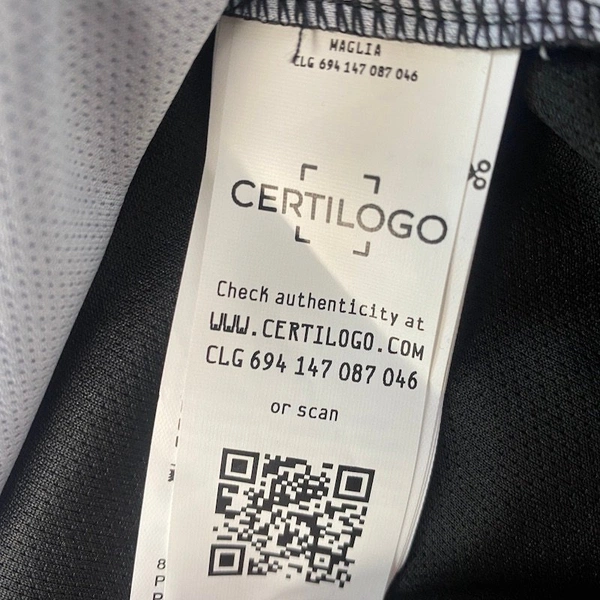 MAGLIA
CLG 694 147 087 046
CERTILOGO
Check authenticity at
WWW.CERTILOGO.COM
CLG 694 147 087 046
or scan
8
P
P